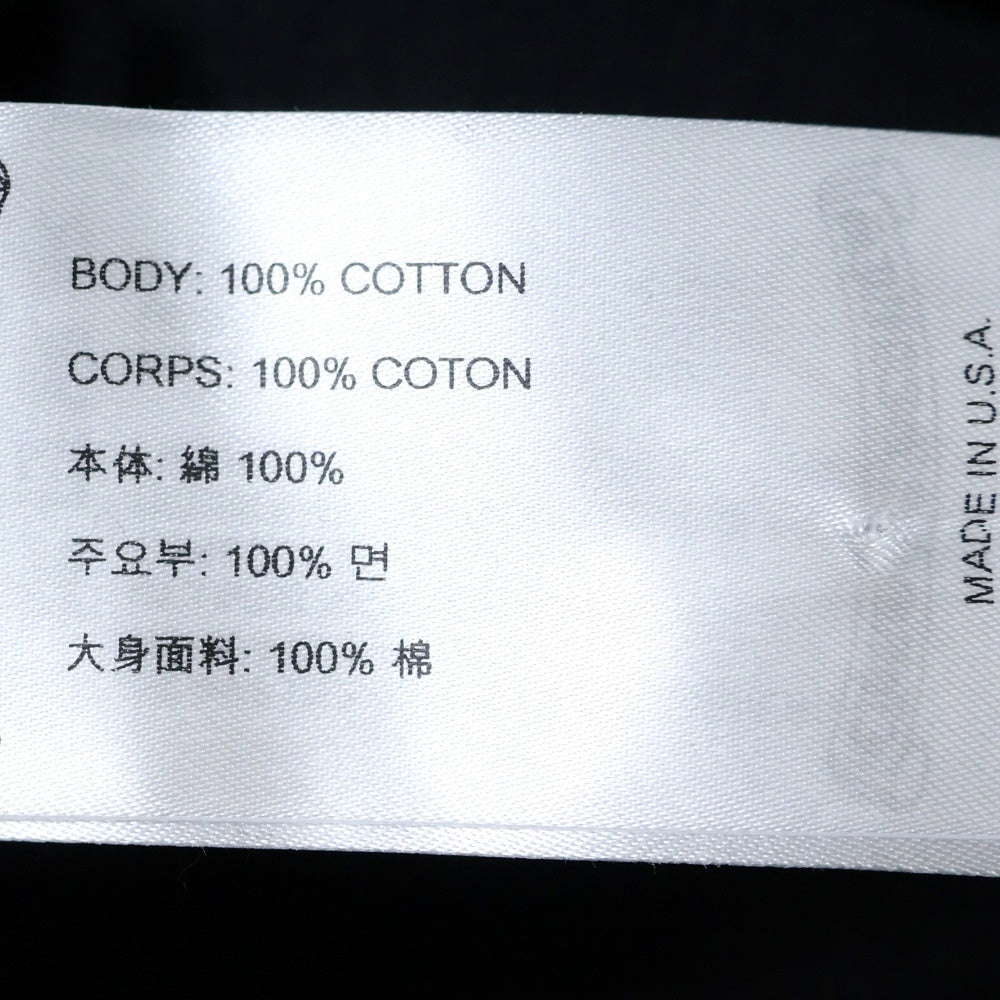 BODY: 100% COTTON
CORPS: 100% COTON
本体: 綿 100%
주요부: 100% 면
大身面料: 100% 棉
MADE IN U.S.A.